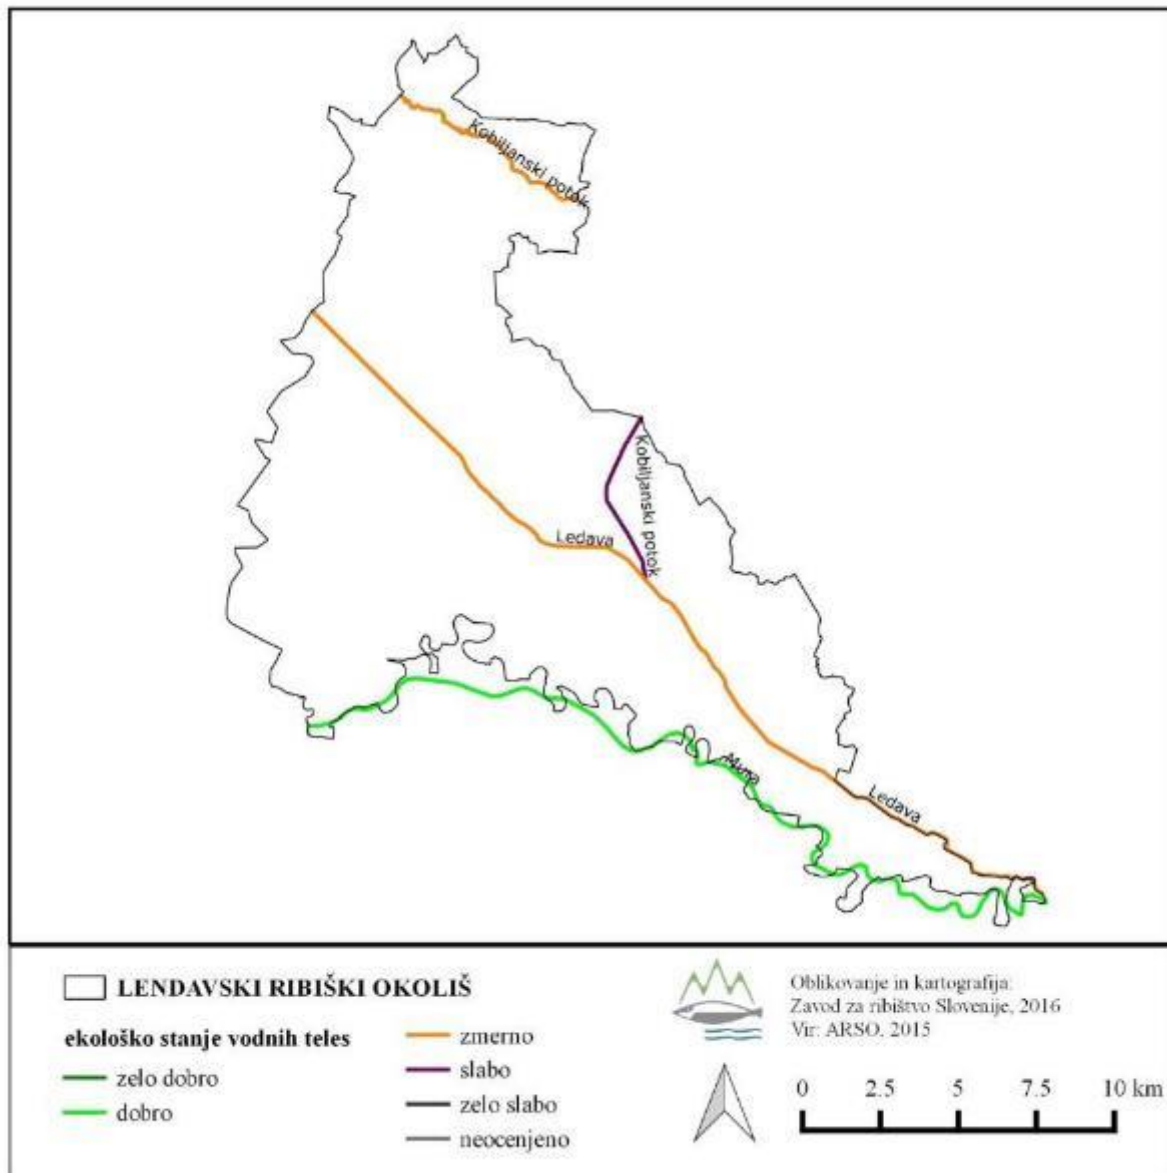 Kobiljanski potok
Kobiljanski potok
Ledava
Mura
Ledava
LENDAVSKI RIBIŠKI OKOLIŠ
ekološko stanje vodnih teles
zelo dobro
dobro
zmerno
slabo
zelo slabo
neocenjeno
Oblikovanje in kartografija:
Zavod za ribištvo Slovenije, 2016
Vir: ARSO, 2015
0 2.5 5 7.5 10 km